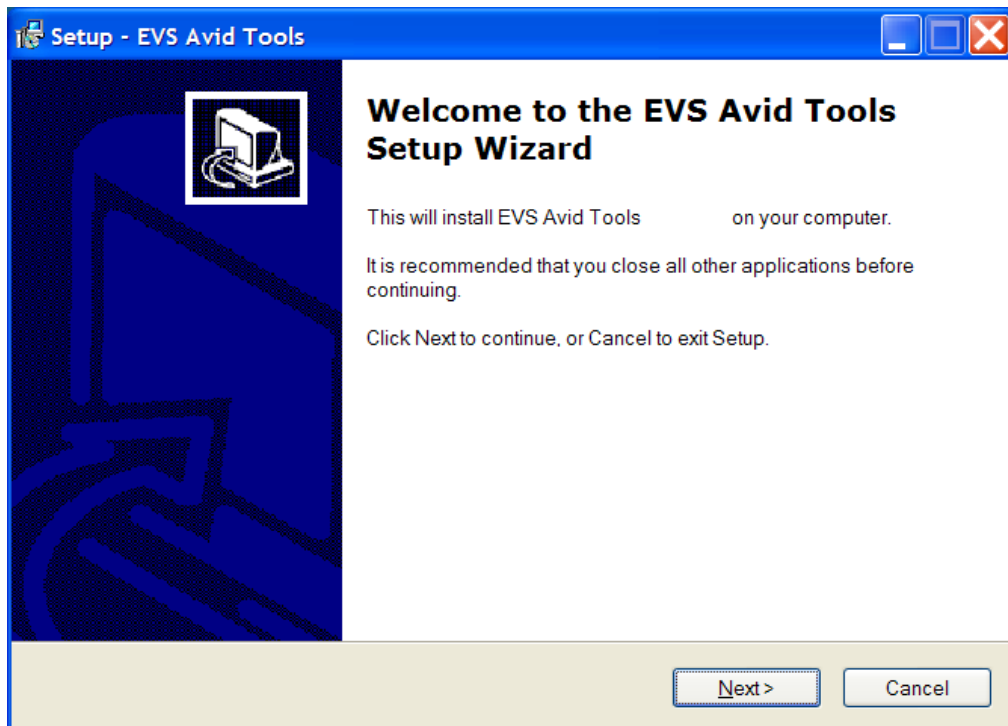 Setup - EVS Avid Tools
Welcome to the EVS Avid Tools
Setup Wizard
This will install EVS Avid Tools on your computer.
It is recommended that you close all other applications before
continuing.
Click Next to continue, or Cancel to exit Setup.
Next >
Cancel